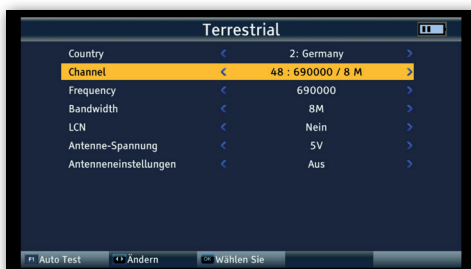 Terrestrial
Country < 2: Germany >
Channel < 48 : 690000 / 8 M >
Frequency < 690000 >
Bandwidth < 8M >
LCN < Nein >
Antenne-Spannung < 5V >
Antenneneinstellungen < Aus >
F1 Auto Test Ändern OK Wählen Sie